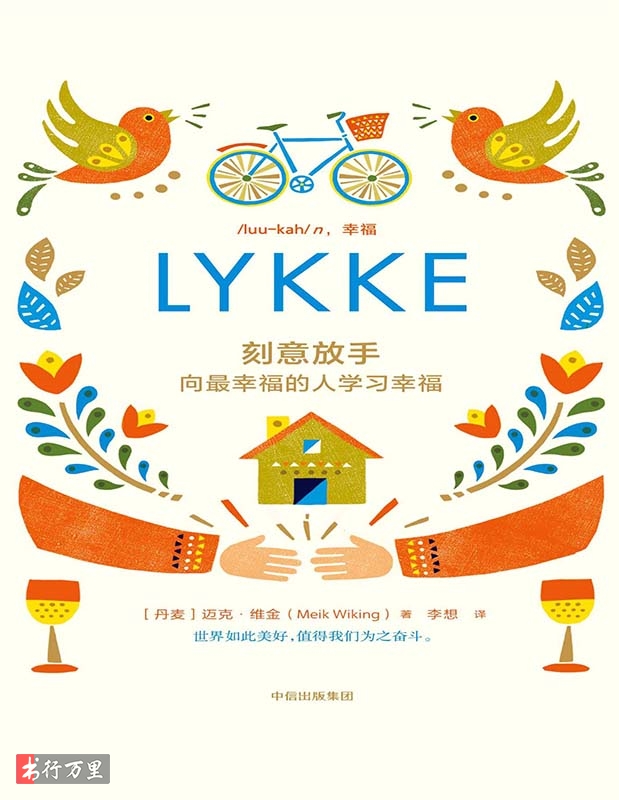 /luu-kah/ n，幸福
LYKKE
刻意放手
向最幸福的人学习幸福
［丹麦］迈克·维金（Meik Wiking）著 李想 译
世界如此美好，值得我们为之奋斗。
中信出版集团
书行万里